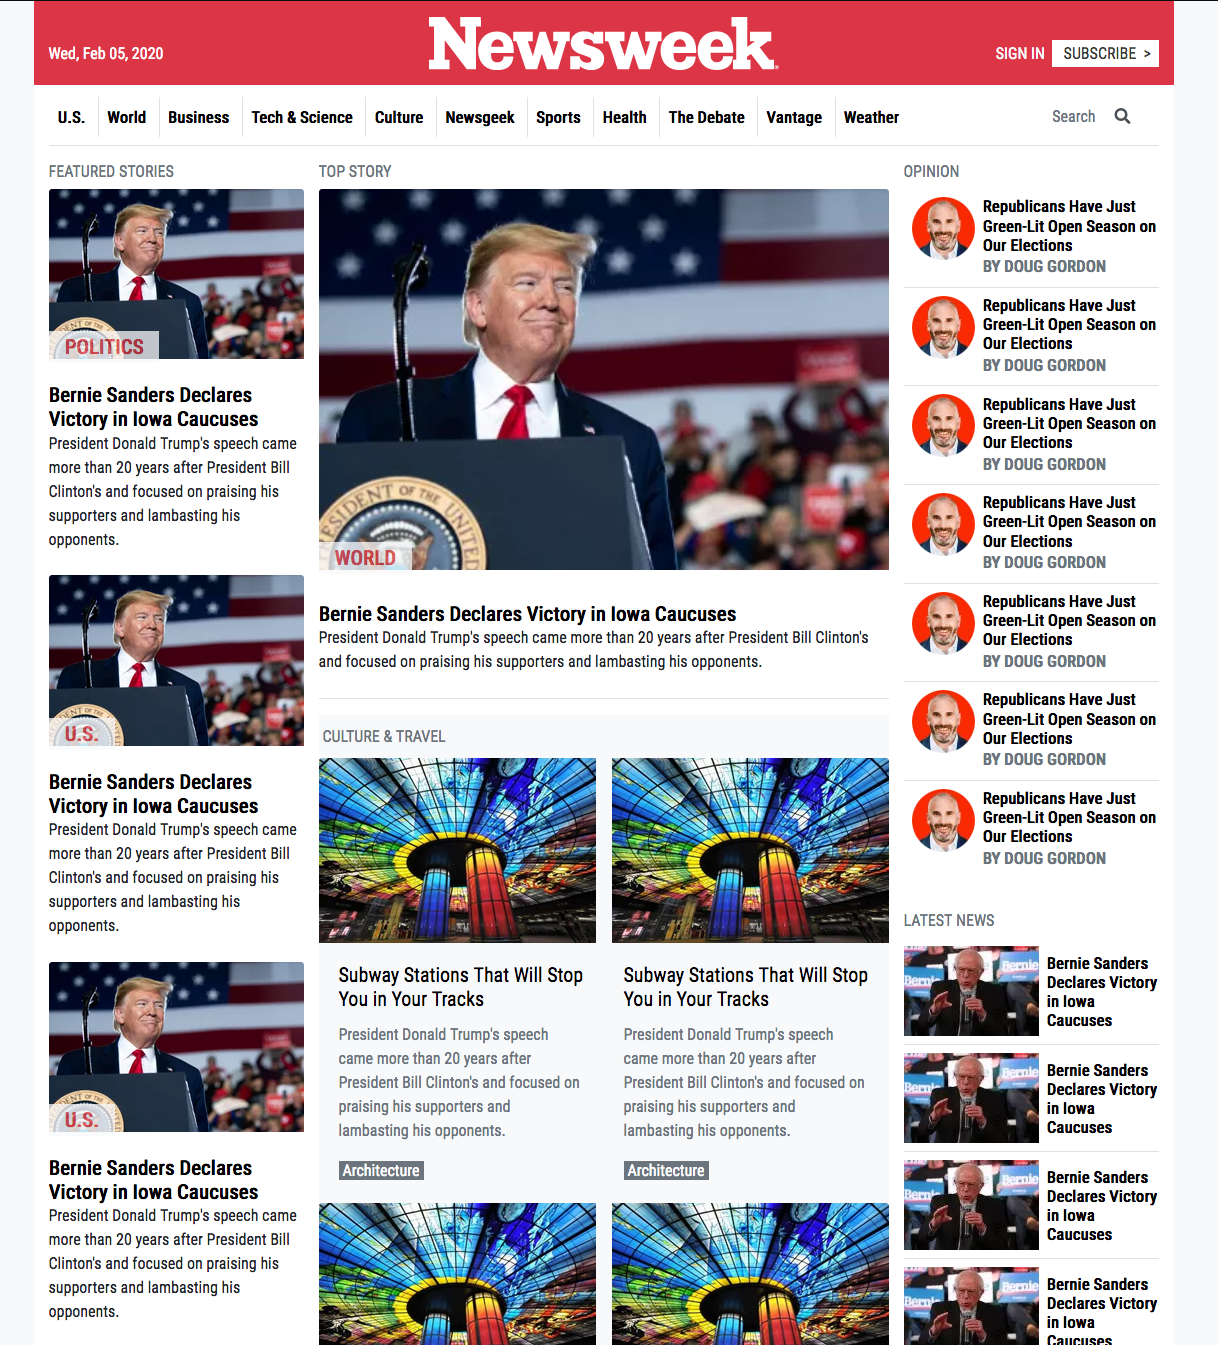 Newsweek
Wed, Feb 05, 2020
SIGN IN
SUBSCRIBE >
U.S.
World
Business
Tech & Science
Culture
Newsgeek
Sports
Health
The Debate
Vantage
Weather
Search
FEATURED STORIES
POLITICS
Bernie Sanders Declares
Victory in Iowa Caucuses
President Donald Trump's speech came
more than 20 years after President Bill
Clinton's and focused on praising his
supporters and lambasting his
opponents.
U.S.
Bernie Sanders Declares
Victory in Iowa Caucuses
President Donald Trump's speech came
more than 20 years after President Bill
Clinton's and focused on praising his
supporters and lambasting his
opponents.
U.S.
Bernie Sanders Declares
Victory in Iowa Caucuses
President Donald Trump's speech came
more than 20 years after President Bill
Clinton's and focused on praising his
supporters and lambasting his
opponents.
TOP STORY
SIDENT OF THE UNITED
WORLD
Bernie Sanders Declares Victory in Iowa Caucuses
President Donald Trump's speech came more than 20 years after President Bill Clinton's
and focused on praising his supporters and lambasting his opponents.
CULTURE & TRAVEL
Subway Stations That Will Stop
You in Your Tracks
President Donald Trump's speech
came more than 20 years after
President Bill Clinton's and focused on
praising his supporters and
lambasting his opponents.
Architecture
Subway Stations That Will Stop
You in Your Tracks
President Donald Trump's speech
came more than 20 years after
President Bill Clinton's and focused on
praising his supporters and
lambasting his opponents.
Architecture
OPINION
Republicans Have Just
Green-Lit Open Season on
Our Elections
BY DOUG GORDON
Republicans Have Just
Green-Lit Open Season on
Our Elections
BY DOUG GORDON
Republicans Have Just
Green-Lit Open Season on
Our Elections
BY DOUG GORDON
Republicans Have Just
Green-Lit Open Season on
Our Elections
BY DOUG GORDON
Republicans Have Just
Green-Lit Open Season on
Our Elections
BY DOUG GORDON
Republicans Have Just
Green-Lit Open Season on
Our Elections
BY DOUG GORDON
Republicans Have Just
Green-Lit Open Season on
Our Elections
BY DOUG GORDON
LATEST NEWS
Bernie Sanders
Declares Victory
in Iowa
Caucuses
Bernie Sanders
Declares Victory
in Iowa
Caucuses
Bernie Sanders
Declares Victory
in Iowa
Caucuses
Bernie Sanders
Declares Victory
in Iowa
Caucuses